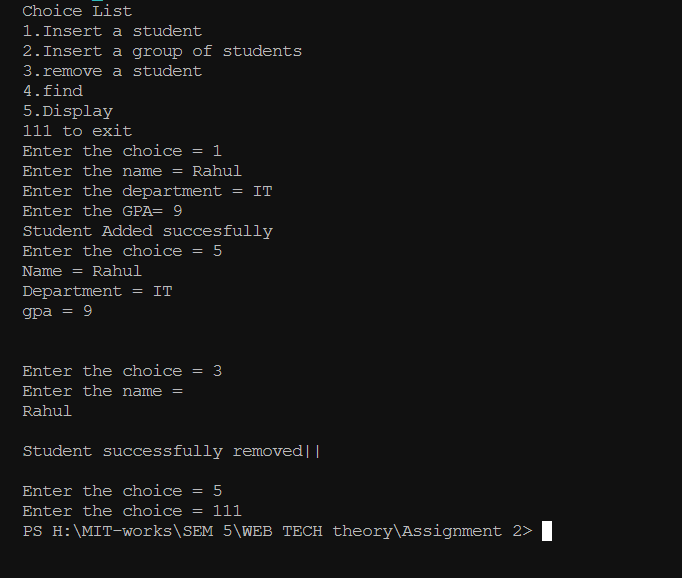 Choice List
1.Insert a student
2.Insert a group of students
3.remove a student
4.find
5.Display
111 to exit
Enter the choice = 1
Enter the name = Rahul
Enter the department = IT
Enter the GPA= 9
Student Added succesfully
Enter the choice = 5
Name = Rahul
Department = IT
gpa = 9
Enter the choice = 3
Enter the name =
Rahul
Student successfully removed||
Enter the choice = 5
Enter the choice = 111
PS H:\MIT-works\SEM 5\WEB TECH theory\Assignment 2>